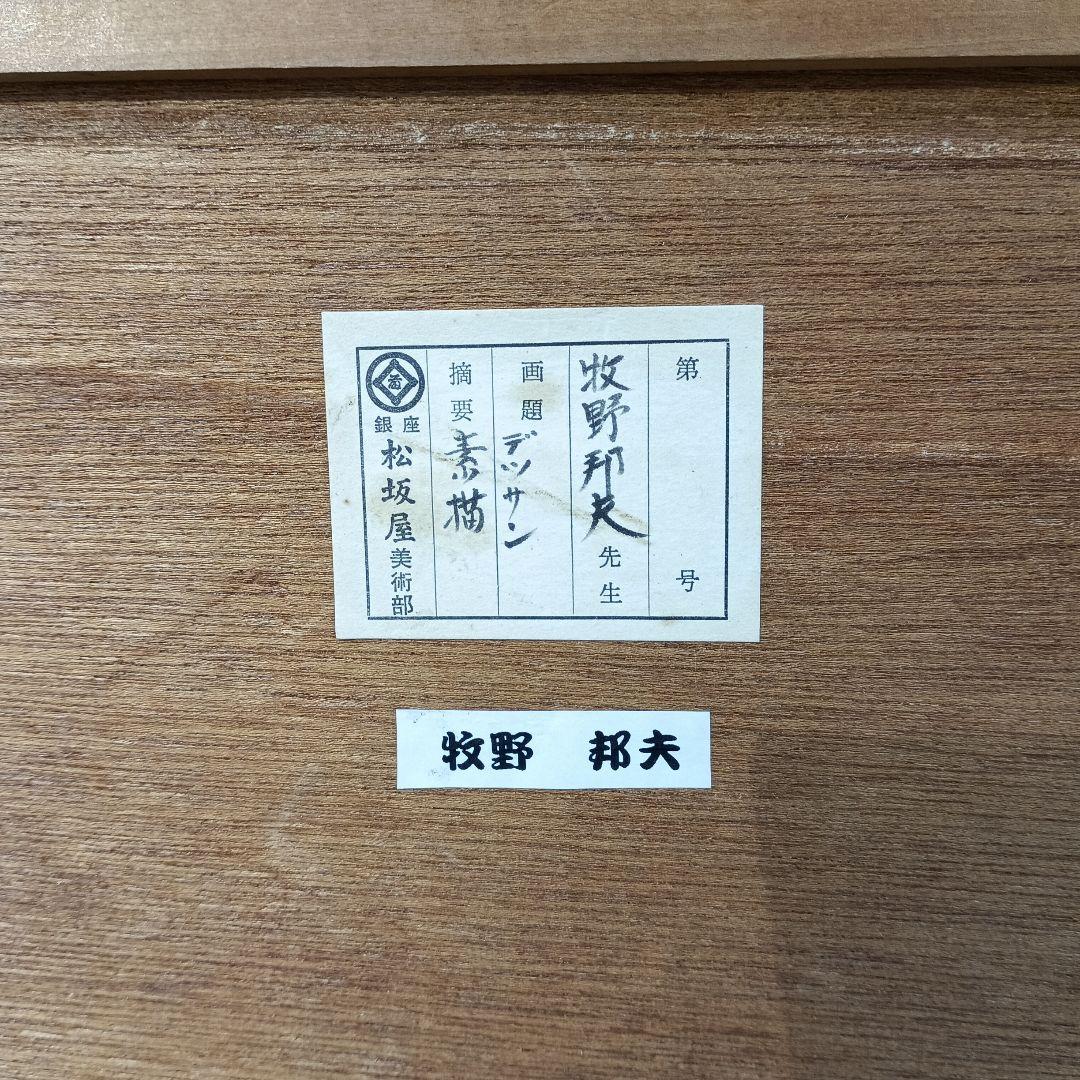 第 号
牧野邦夫先生
画題 デッサン
摘要 素描
銀座 松坂屋美術部
牧野 邦夫